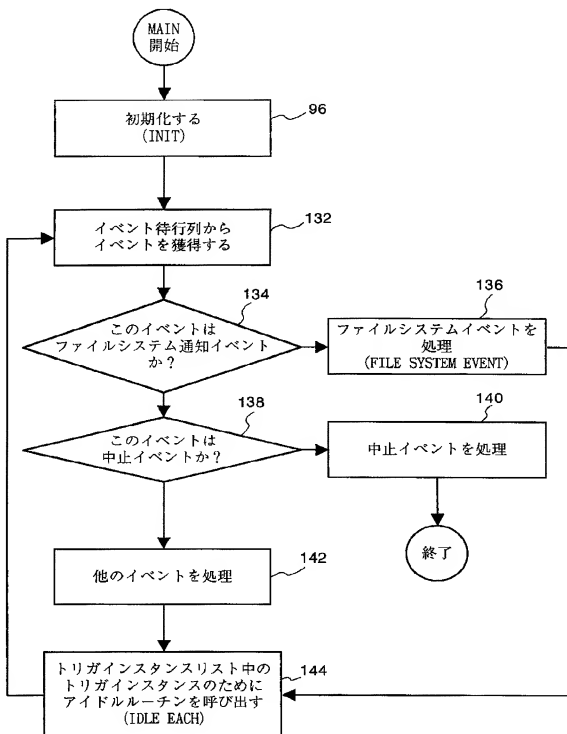 MAIN
開始
初期化する
(INIT)
96
イベント待行列から
イベントを獲得する
132
このイベントは
ファイルシステム通知イベント
か?
134
ファイルシステムイベントを
処理
(FILE SYSTEM EVENT)
136
このイベントは
中止イベントか?
138
中止イベントを処理
140
終了
他のイベントを処理
142
トリガインスタンスリスト中の
トリガインスタンスのために
アイドルルーチンを呼び出す
(IDLE EACH)
144